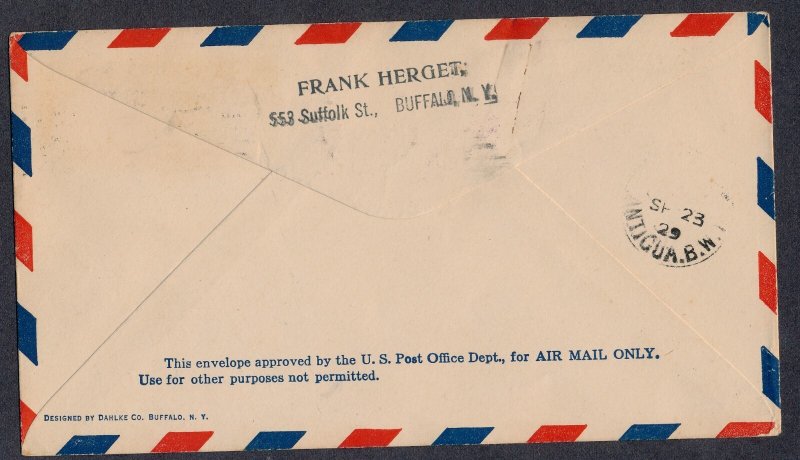 FRANK HERGET,
553 Suffolk St., BUFFALO, N. Y.
SP 23
29
ANTIGUA.B.W.I
This envelope approved by the U. S. Post Office Dept., for AIR MAIL ONLY.
Use for other purposes not permitted.
DESIGNED BY DAHLKE CO. BUFFALO. N. Y.